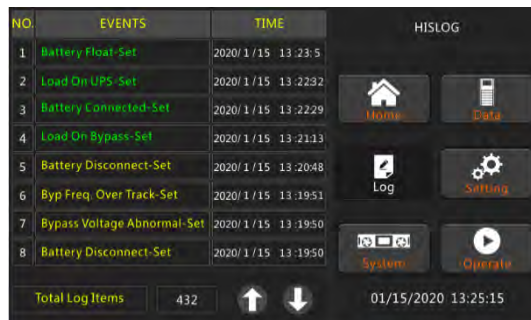 NO. EVENTS TIME HISLOG
1 Battery Float-Set 2020/1/15 13:23:5
2 Load On UPS-Set 2020/1/15 13:22:32
3 Battery Connected-Set 2020/1/15 13:22:29
4 Load On Bypass-Set 2020/1/15 13:21:13
5 Battery Disconnect-Set 2020/1/15 13:20:48
6 Byp Freq. Over Track-Set 2020/1/15 13:19:51
7 Bypass Voltage Abnormal-Set 2020/1/15 13:19:50
8 Battery Disconnect-Set 2020/1/15 13:19:50
Home Data
Log Setting
System Operate
Total Log Items 432 01/15/2020 13:25:15